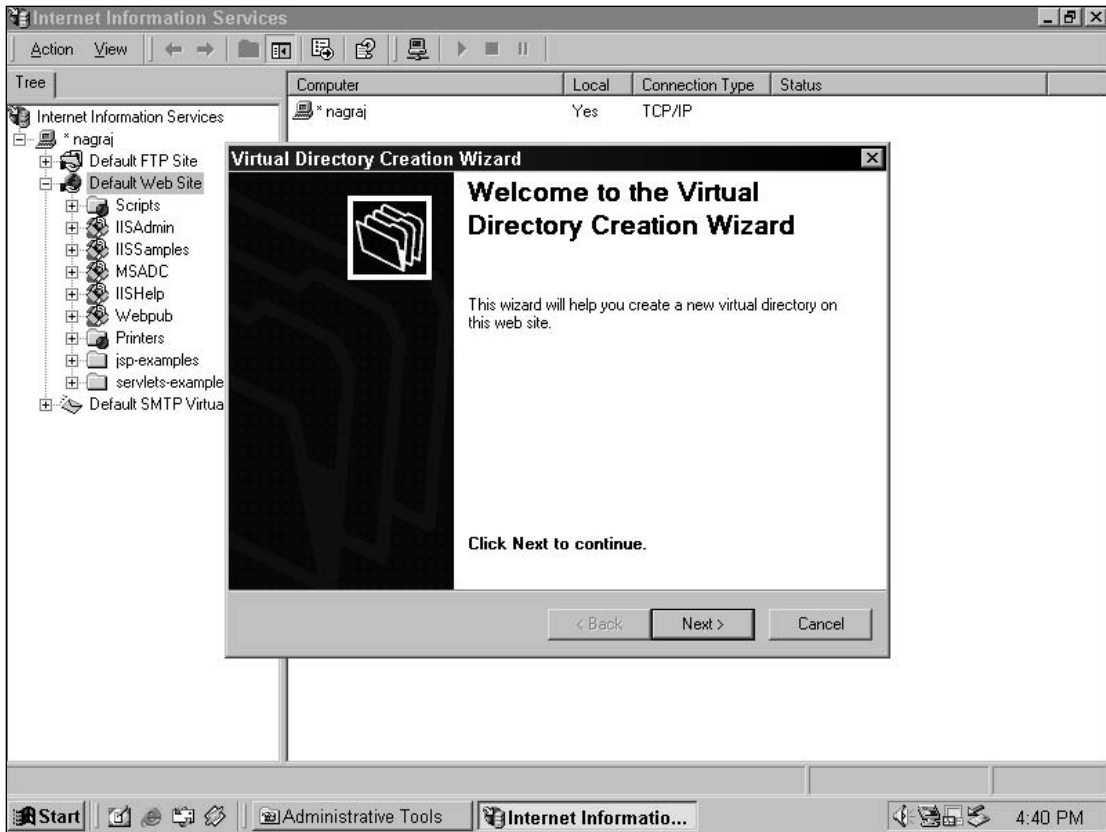 Internet Information Services
Action View
Tree
Computer Local Connection Type Status
* nagraj Yes TCP/IP
Internet Information Services
* nagraj
Default FTP Site
Default Web Site
Scripts
IISAdmin
IISSamples
MSADC
IISHelp
Webpub
Printers
jsp-examples
servlets-example
Default SMTP Virtua
Virtual Directory Creation Wizard
Welcome to the Virtual
Directory Creation Wizard
This wizard will help you create a new virtual directory on
this web site.
Click Next to continue.
< Back Next > Cancel
Start Administrative Tools Internet Informatio... 4:40 PM